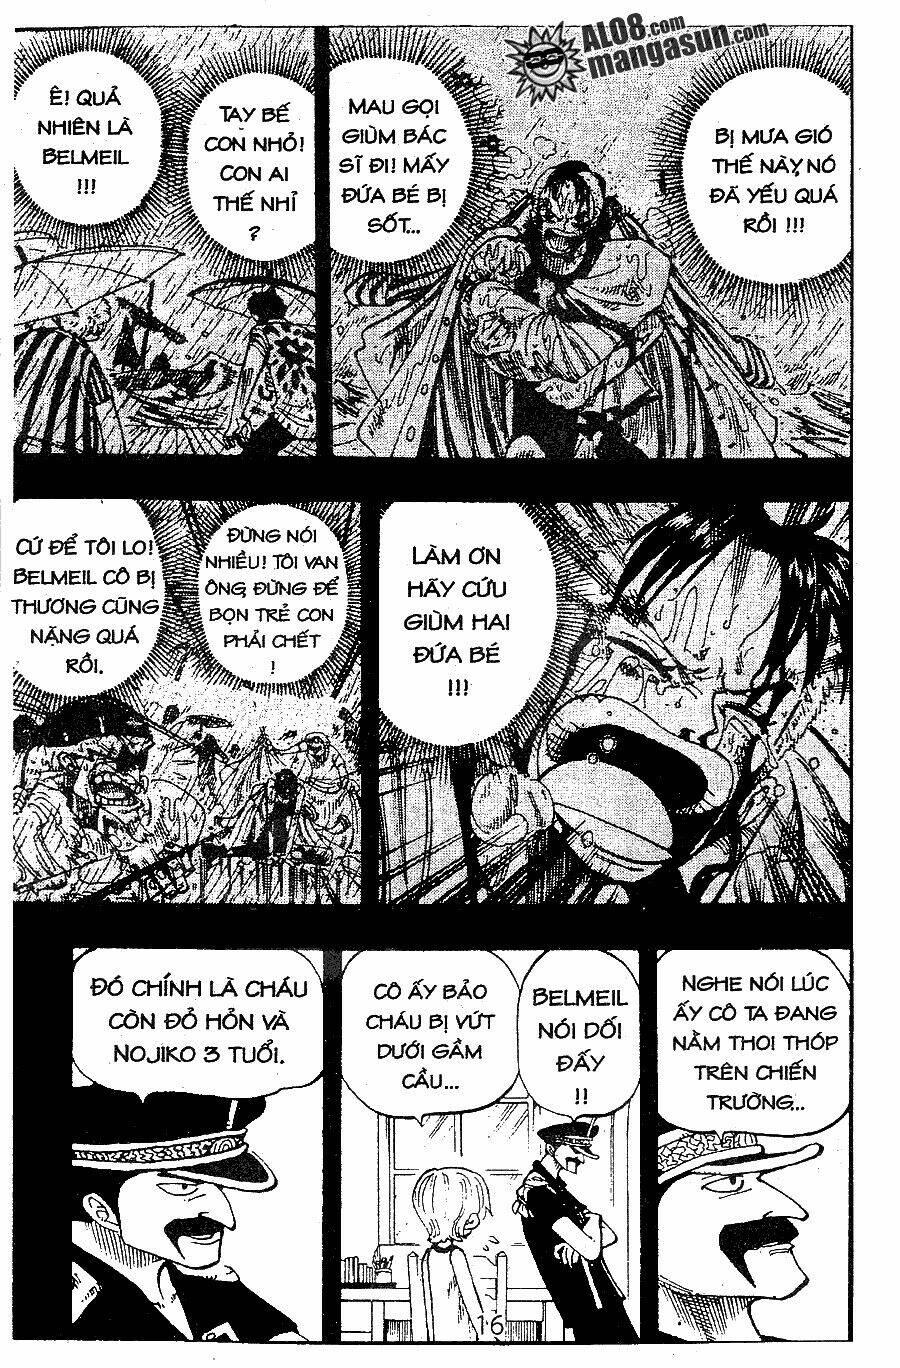 ALO8.com
mangasun.com
Ê! QUẢ
NHIÊN LÀ
BELMEIL
!!!
TAY BẾ
CON NHỎ!
CON AI
THẾ NHỈ
?
MAU GỌI
GIÙM BÁC
SĨ ĐI! MẤY
ĐỨA BÉ BỊ
SỐT...
BỊ MƯA GIÓ
THẾ NÀY, NÓ
ĐÃ YẾU QUÁ
RỒI !!!
CỨ ĐỂ TÔI LO!
BELMEIL CÔ BỊ
THƯƠNG CŨNG
NẶNG QUÁ
RỒI.
ĐỪNG NÓI
NHIỀU! TÔI VAN
ÔNG, ĐỪNG ĐỂ
BỌN TRẺ CON
PHẢI CHẾT
!
LÀM ƠN
HÃY CỨU
GIÙM HAI
ĐỨA BÉ
!!!
ĐÓ CHÍNH LÀ CHÁU
CÒN ĐỎ HỎN VÀ
NOJIKO 3 TUỔI.
CÔ ẤY BẢO
CHÁU BỊ VỨT
DƯỚI GẦM
CẦU...
BELMEIL
NÓI DỐI
ĐẤY
!!
NGHE NÓI LÚC
ẤY CÔ TA ĐANG
NẰM THOI THÓP
TRÊN CHIẾN
TRƯỜNG...
16